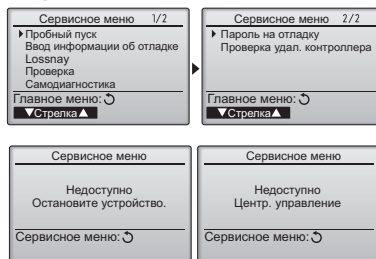 Сервисное меню 1/2
Пробный пуск
Ввод информации об отладке
Lossnay
Проверка
Самодиагностика
Главное меню:
▼Стрелка▲
Сервисное меню 2/2
Пароль на отладку
Проверка удал. контроллера
Главное меню:
▼Стрелка▲
Сервисное меню
Недоступно
Остановите устройство.
Сервисное меню:
Сервисное меню
Недоступно
Центр. управление
Сервисное меню: